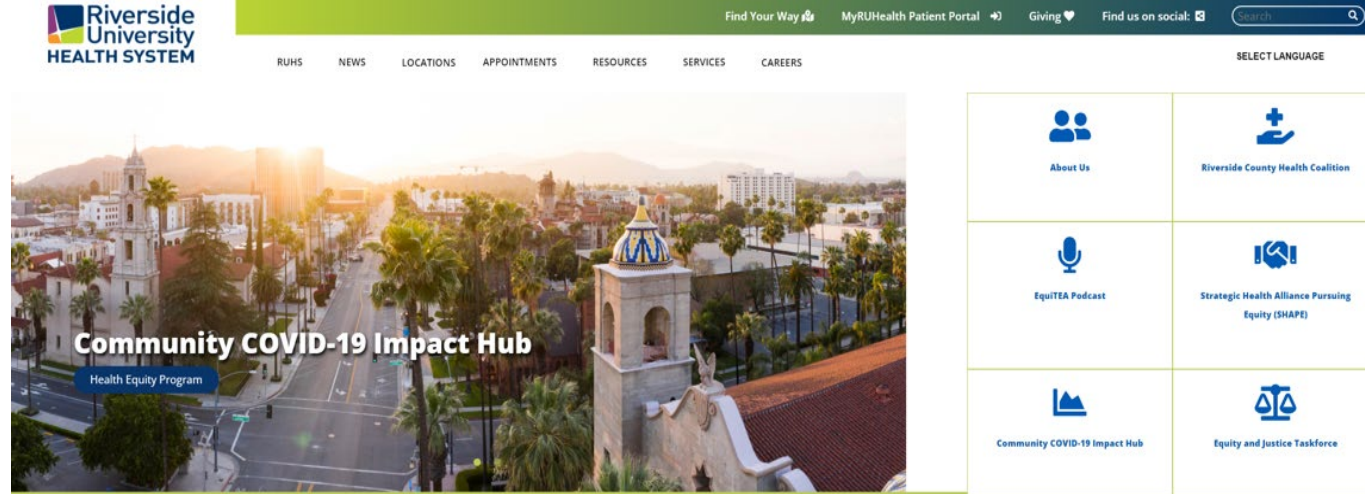 Riverside
University
HEALTH SYSTEM
Find Your Way MyRUHealth Patient Portal Giving Find us on social: Search
RUHS NEWS LOCATIONS APPOINTMENTS RESOURCES SERVICES CAREERS
SELECT LANGUAGE
Community COVID-19 Impact Hub
Health Equity Program
About Us
Riverside County Health Coalition
EquiTEA Podcast
Strategic Health Alliance Pursuing
Equity (SHAPE)
Community COVID-19 Impact Hub
Equity and Justice Taskforce